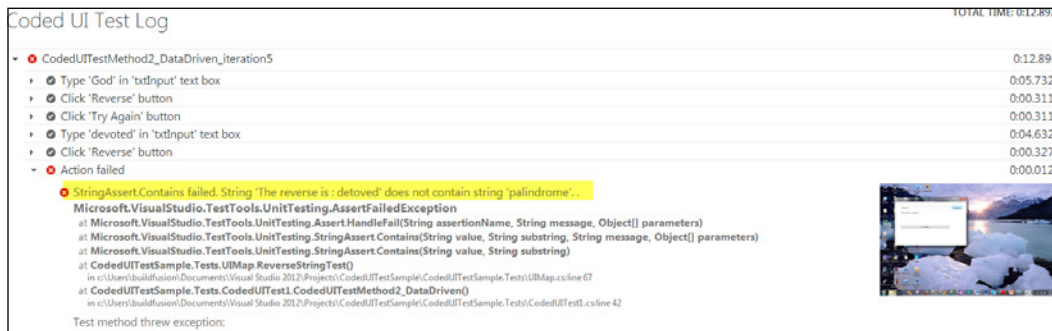 Coded UI Test Log
TOTAL TIME: 0:12.89
CodedUITestMethod2_DataDriven_iteration5 0:12.89
Type 'God' in 'txtInput' text box 0:05.732
Click 'Reverse' button 0:00.311
Click 'Try Again' button 0:00.311
Type 'devoted' in 'txtInput' text box 0:04.632
Click 'Reverse' button 0:00.327
Action failed 0:00.012
StringAssert.Contains failed. String 'The reverse is : detoved' does not contain string 'palindrome'. .
Microsoft.VisualStudio.TestTools.UnitTesting.AssertFailedException
at Microsoft.VisualStudio.TestTools.UnitTesting.Assert.HandleFail(String assertionName, String message, Object[] parameters)
at Microsoft.VisualStudio.TestTools.UnitTesting.StringAssert.Contains(String value, String substring, String message, Object[] parameters)
at Microsoft.VisualStudio.TestTools.UnitTesting.StringAssert.Contains(String value, String substring)
at CodedUITestSample.Tests.UIMap.ReverseStringTest()
in c:\Users\buildfusion\Documents\Visual Studio 2012\Projects\CodedUITestSample\CodedUITestSample.Tests\UIMap.cs:line 67
at CodedUITestSample.Tests.CodedUITest1.CodedUITestMethod2_DataDriven()
in c:\Users\buildfusion\Documents\Visual Studio 2012\Projects\CodedUITestSample\CodedUITestSample.Tests\CodedUITest1.cs:line 42
Test method threw exception: